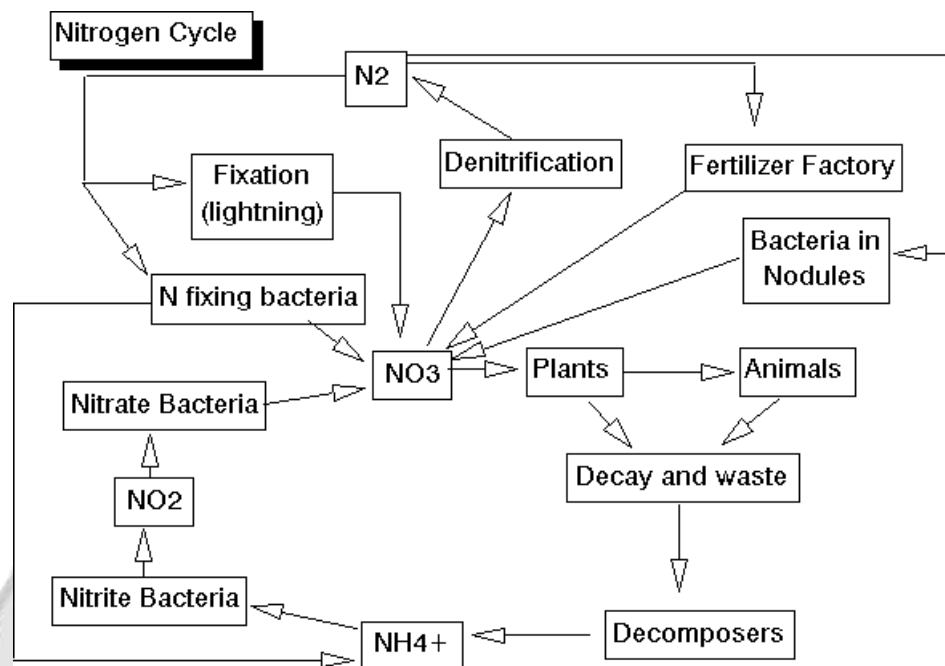 Nitrogen Cycle
N2
Denitrification
Fertilizer Factory
Fixation
(lightning)
Bacteria in
Nodules
N fixing bacteria
NO3
Plants
Animals
Nitrate Bacteria
Decay and waste
NO2
Nitrite Bacteria
NH4+
Decomposers